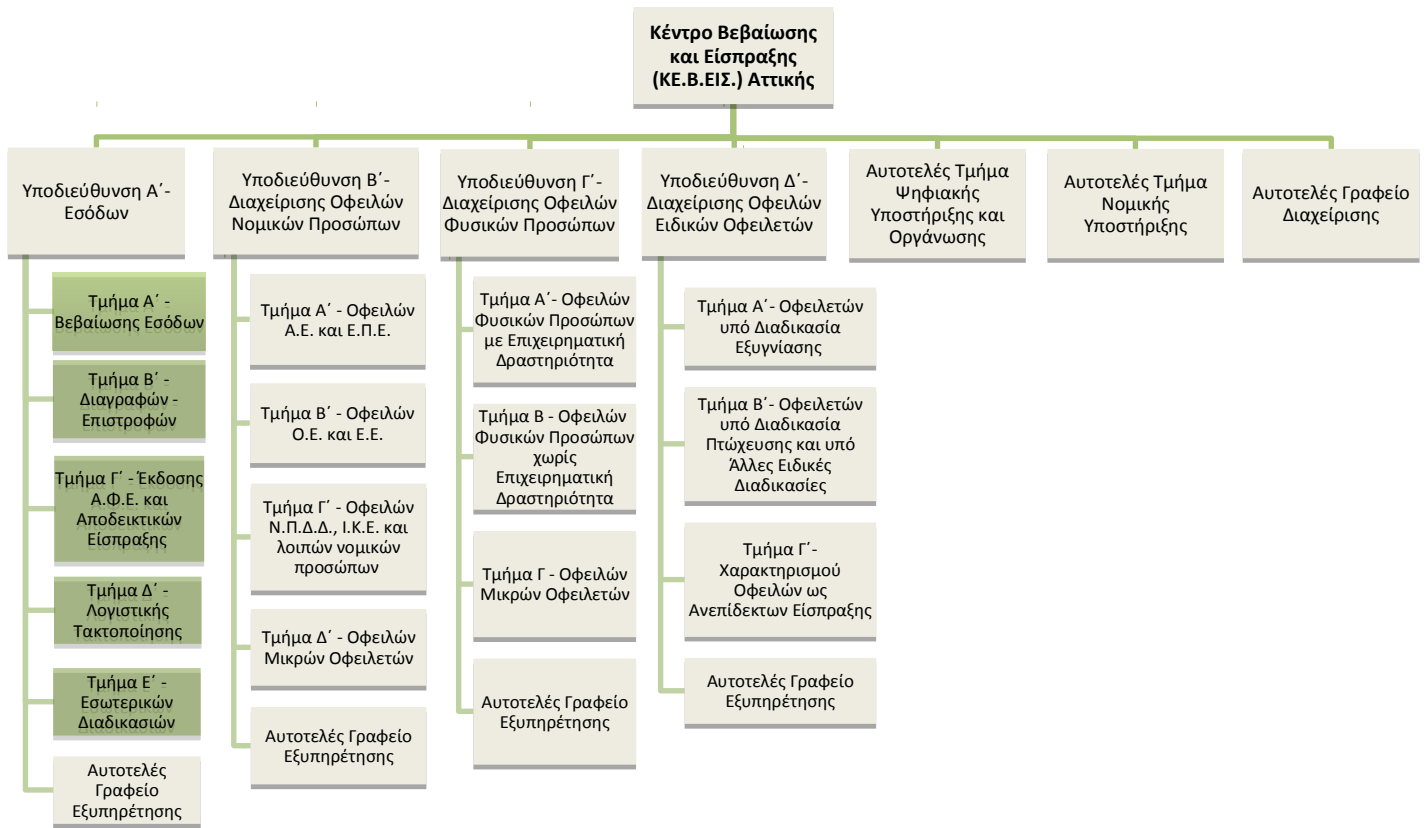 Κέντρο Βεβαίωσης
και Είσπραξης
(ΚΕ.Β.ΕΙΣ.) Αττικής
Υποδιεύθυνση Α΄-
Εσόδων
Υποδιεύθυνση Β΄-
Διαχείρισης Οφειλών
Νομικών Προσώπων
Υποδιεύθυνση Γ΄-
Διαχείρισης Οφειλών
Φυσικών Προσώπων
Υποδιεύθυνση Δ΄-
Διαχείρισης Οφειλών
Ειδικών Οφειλετών
Αυτοτελές Τμήμα
Ψηφιακής
Υποστήριξης και
Οργάνωσης
Αυτοτελές Τμήμα
Νομικής
Υποστήριξης
Αυτοτελές Γραφείο
Διαχείρισης
Τμήμα Α΄ -
Βεβαίωσης Εσόδων
Τμήμα Β΄ -
Διαγραφών -
Επιστροφών
Τμήμα Γ΄ - Έκδοσης
Α.Φ.Ε. και
Αποδεικτικών
Είσπραξης
Τμήμα Δ΄ -
Λογιστικής
Τακτοποίησης
Τμήμα Ε΄ -
Εσωτερικών
Διαδικασιών
Αυτοτελές
Γραφείο
Εξυπηρέτησης
Τμήμα Α΄ - Οφειλών
Α.Ε. και Ε.Π.Ε.
Τμήμα Β΄ - Οφειλών
Ο.Ε. και Ε.Ε.
Τμήμα Γ΄ - Οφειλών
Ν.Π.Δ.Δ., Ι.Κ.Ε. και
λοιπών νομικών
προσώπων
Τμήμα Δ΄ - Οφειλών
Μικρών Οφειλετών
Αυτοτελές Γραφείο
Εξυπηρέτησης
Τμήμα Α΄- Οφειλών
Φυσικών Προσώπων
με Επιχειρηματική
Δραστηριότητα
Τμήμα Β - Οφειλών
Φυσικών Προσώπων
χωρίς
Επιχειρηματική
Δραστηριότητα
Τμήμα Γ - Οφειλών
Μικρών Οφειλετών
Αυτοτελές Γραφείο
Εξυπηρέτησης
Τμήμα Α΄- Οφειλετών
υπό Διαδικασία
Εξυγνίασης
Τμήμα Β΄- Οφειλετών
υπό Διαδικασία
Πτώχευσης και υπό
Άλλες Ειδικές
Διαδικασίες
Τμήμα Γ΄-
Χαρακτηρισμού
Οφειλών ως
Ανεπίδεκτων Είσπραξης
Αυτοτελές Γραφείο
Εξυπηρέτησης